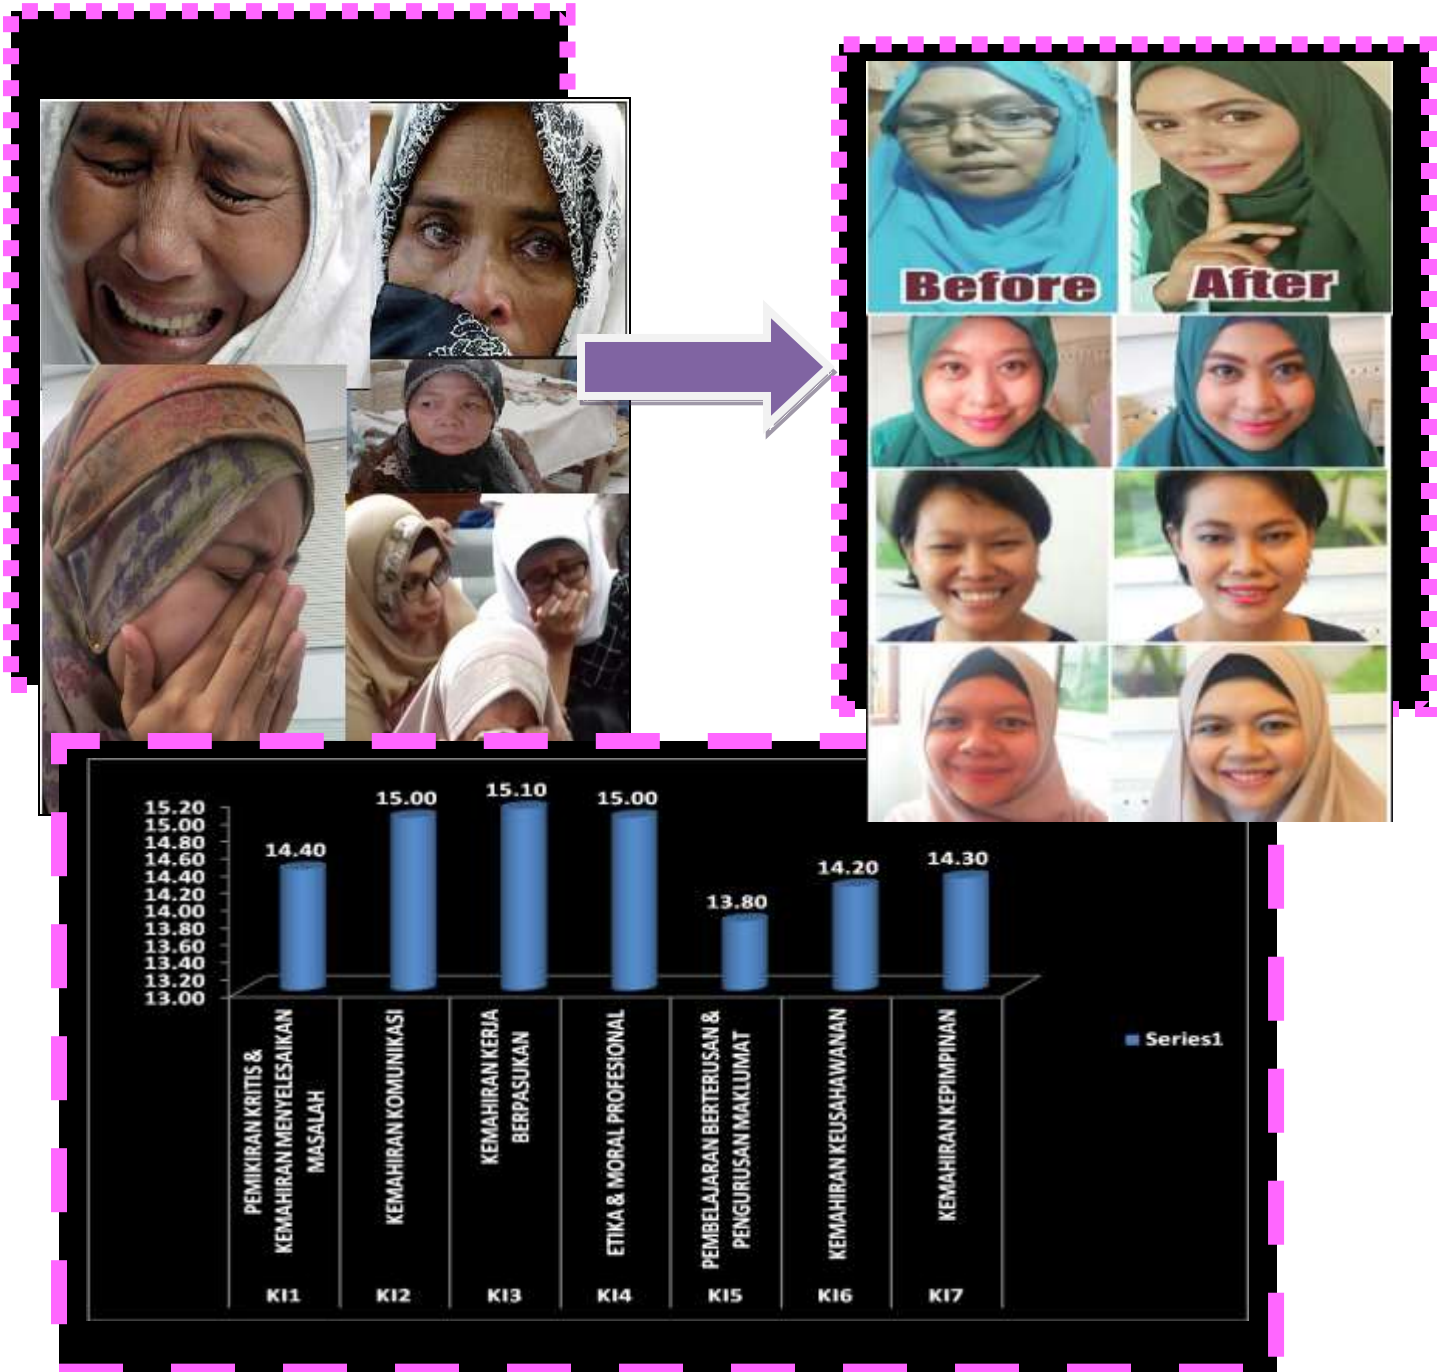 Before
After
15.20
15.00
14.80
14.60
14.40
14.20
14.00
13.80
13.60
13.40
13.20
13.00
14.40
15.00
15.10
15.00
13.80
14.20
14.30
PEMIKIRAN KRITIS &
KEMAHIRAN MENYELESAIKAN
MASALAH
KEMAHIRAN KOMUNIKASI
KEMAHIRAN KERJA
BERPASUKAN
ETIKA & MORAL PROFESIONAL
PEMBELAJARAN BERTERUSAN &
PENGURUSAN MAKLUMAT
KEMAHIRAN KEUSAHAWANAN
KEMAHIRAN KEPIMPINAN
KI1
KI2
KI3
KI4
KI5
KI6
KI7
Series1